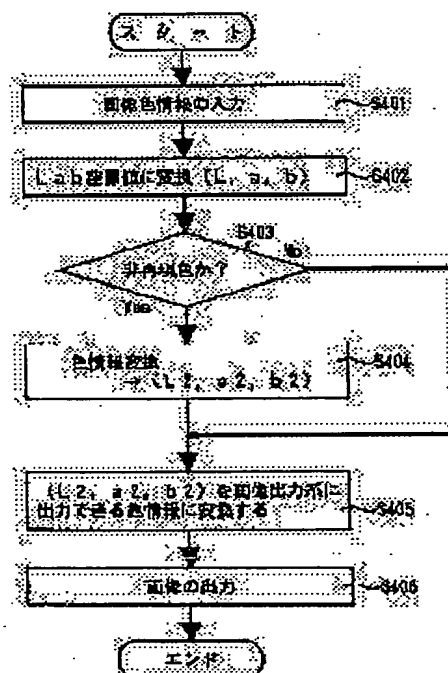 スタート
画像色情報の入力
S401
Lab座標値に変換 (L, a, b)
S402
S403
No
非再現色か?
Yes
色情報変換
→ (L2, a2, b2)
S404
(L2, a2, b2) を画像出力系に
出力できる色情報に変換する
S405
画像の出力
S406
エンド